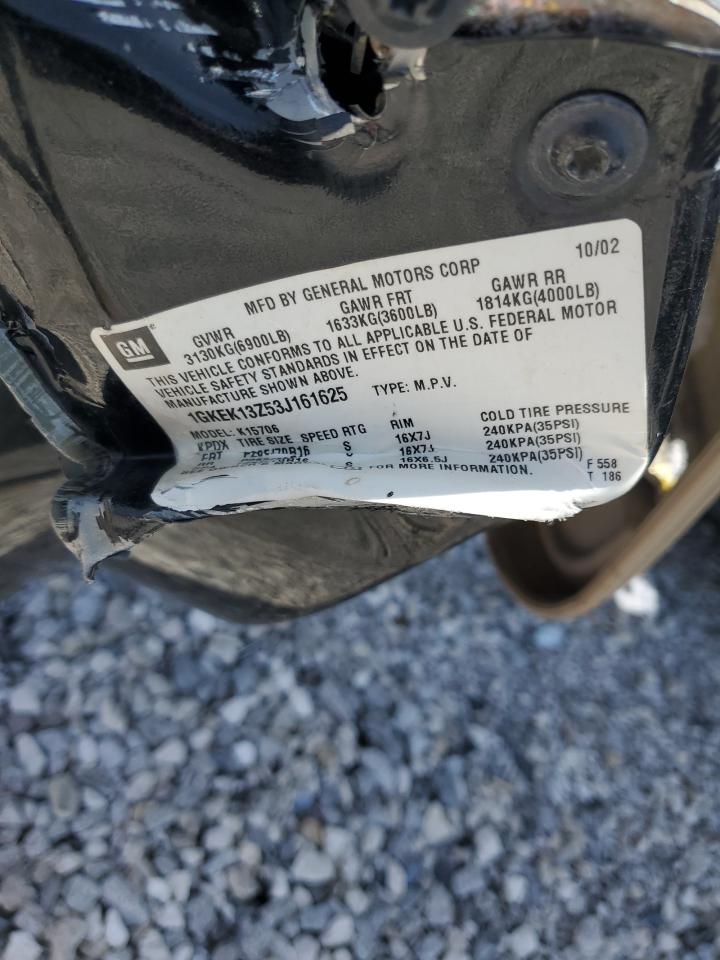 MFD BY GENERAL MOTORS CORP 10/02
GM
GVWR GAWR FRT GAWR RR
3130KG(6900LB) 1633KG(3600LB) 1814KG(4000LB)
THIS VEHICLE CONFORMS TO ALL APPLICABLE U.S. FEDERAL MOTOR
VEHICLE SAFETY STANDARDS IN EFFECT ON THE DATE OF
MANUFACTURE SHOWN ABOVE.
1GKEK13Z53J161625 TYPE: M.P.V.
MODEL: K15706
TIRE SIZE SPEED RTG RIM COLD TIRE PRESSURE
FRT S 16X7J 240KPA(35PSI)
16X7J 240KPA(35PSI)
16X6.5J 240KPA(35PSI)
FOR MORE INFORMATION.
F 558
T 186